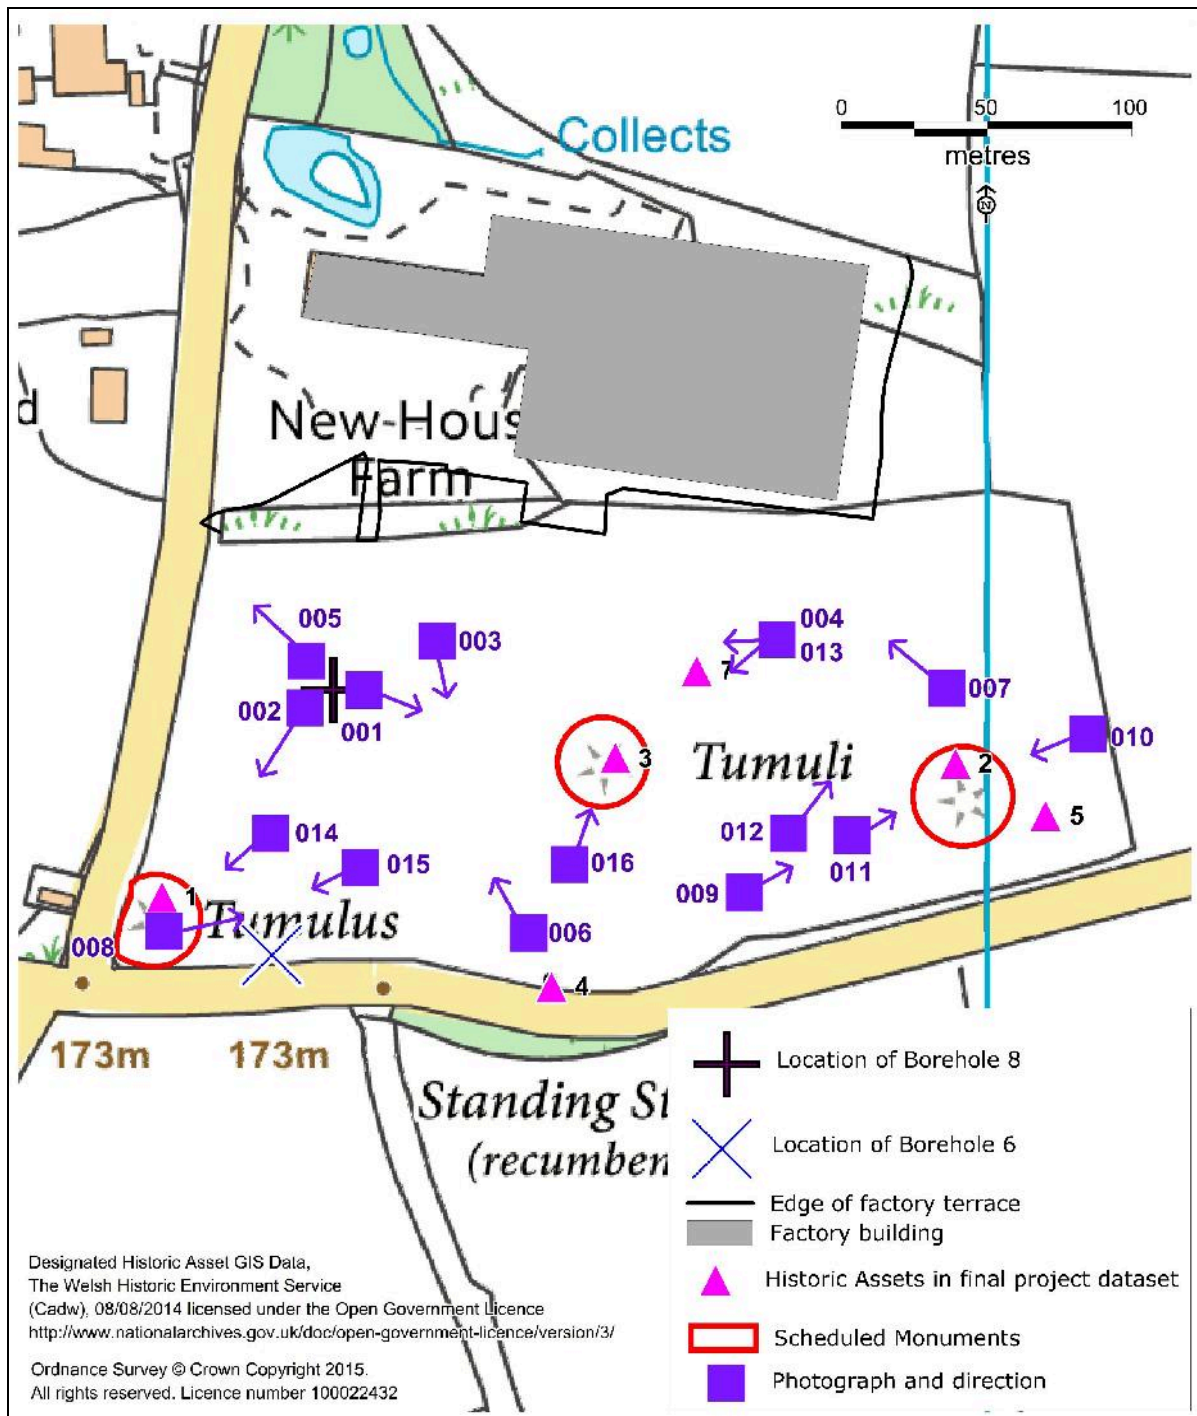 0 50 100
metres
Collects
N
d
New-Hous
Farm
005
003
004
013
7
007
002
001
010
3
Tumuli
2
5
014
012
011
015
016
009
1
Tumulus
008
006
4
173m
173m
Standing St
(recumben
Location of Borehole 8
Location of Borehole 6
Edge of factory terrace
Factory building
Historic Assets in final project dataset
Scheduled Monuments
Photograph and direction
Designated Historic Asset GIS Data,
The Welsh Historic Environment Service
(Cadw), 08/08/2014 licensed under the Open Government Licence
http://www.nationalarchives.gov.uk/doc/open-government-licence/version/3/
Ordnance Survey © Crown Copyright 2015.
All rights reserved. Licence number 100022432